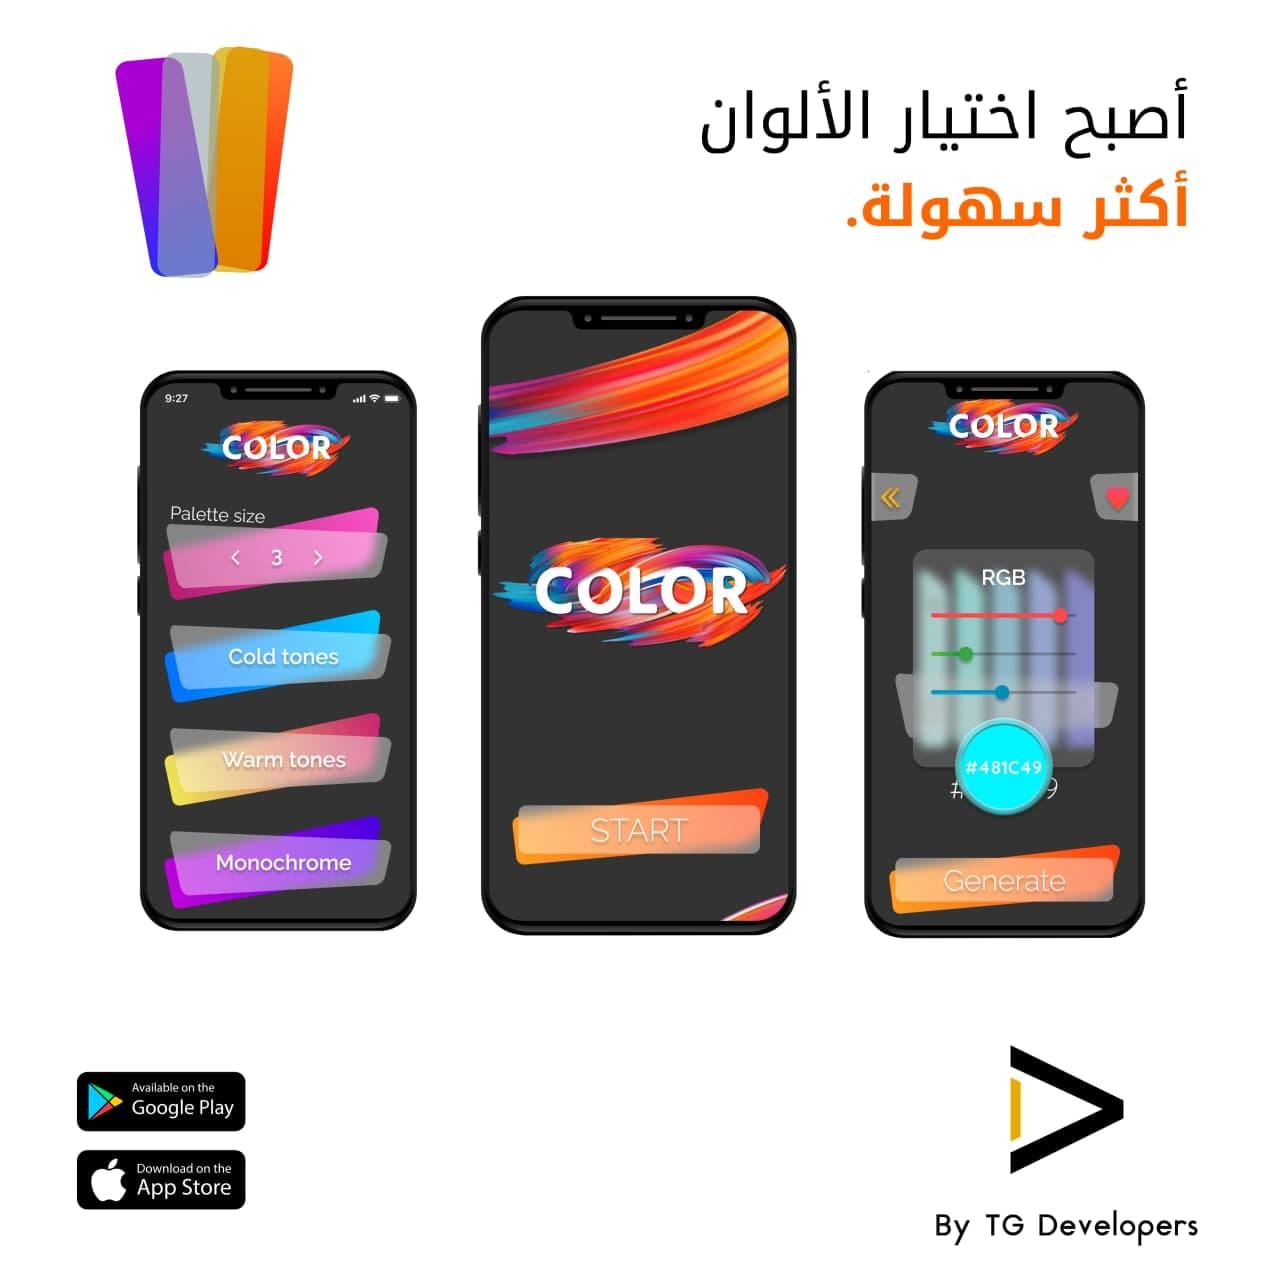 أصبح اختيار الألوان
أكثر سهولة.
9:27
COLOR
Palette size
3
Cold tones
Warm tones
Monochrome
COLOR
START
COLOR
RGB
#481C49
Generate
Available on the
Google Play
Download on the
App Store
By TG Developers